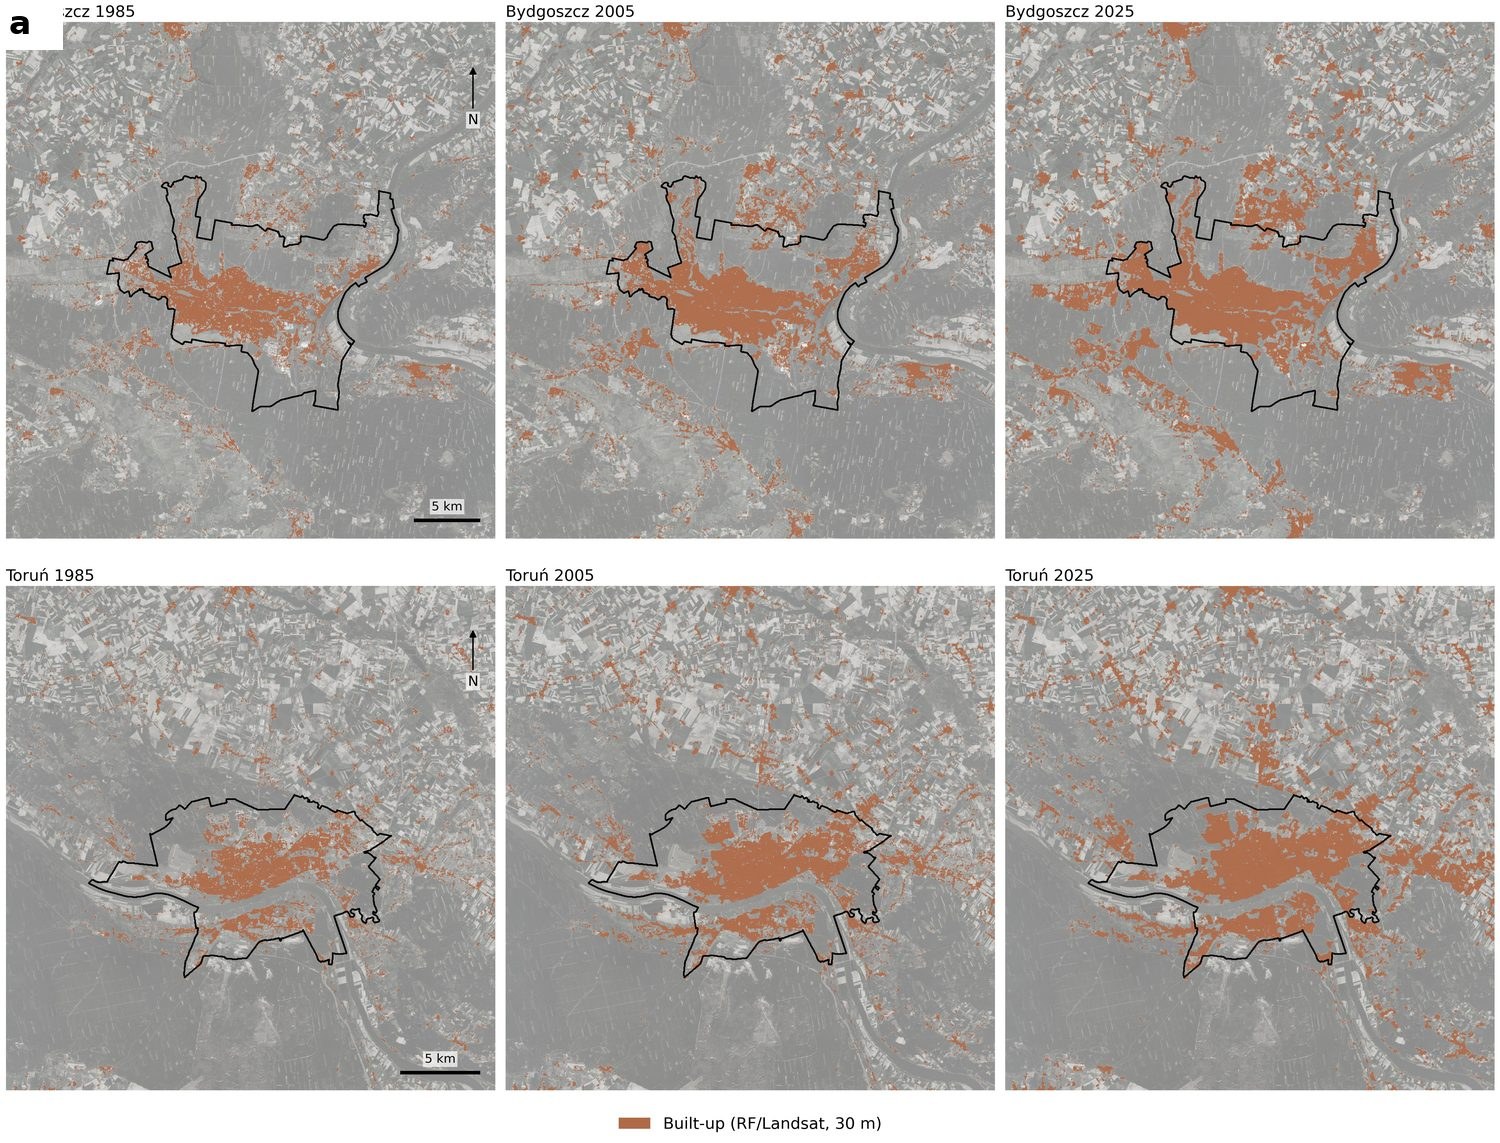 a
szcz 1985
Bydgoszcz 2005
Bydgoszcz 2025
N
5 km
Toruń 1985
Toruń 2005
Toruń 2025
N
5 km
Built-up (RF/Landsat, 30 m)